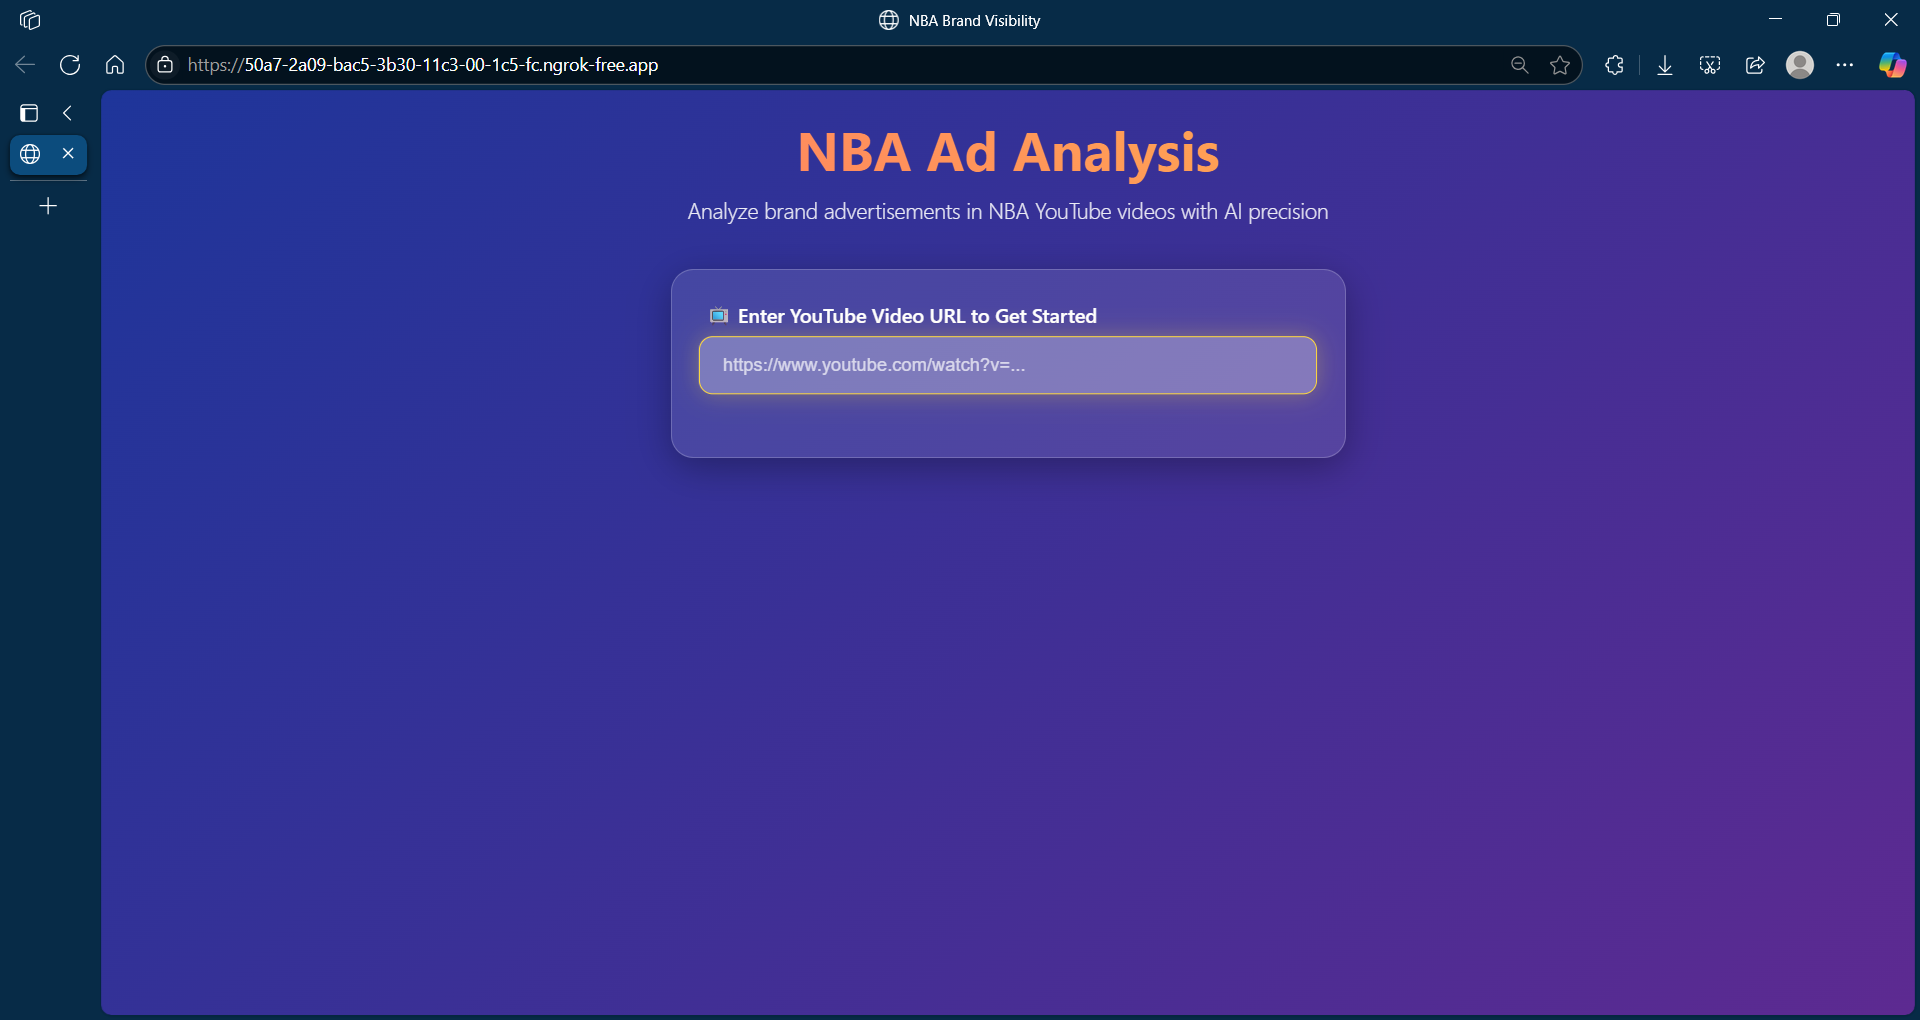 NBA Brand Visibility
https://50a7-2a09-bac5-3b30-11c3-00-1c5-fc.ngrok-free.app
NBA Ad Analysis
Analyze brand advertisements in NBA YouTube videos with AI precision
Enter YouTube Video URL to Get Started
https://www.youtube.com/watch?v=...